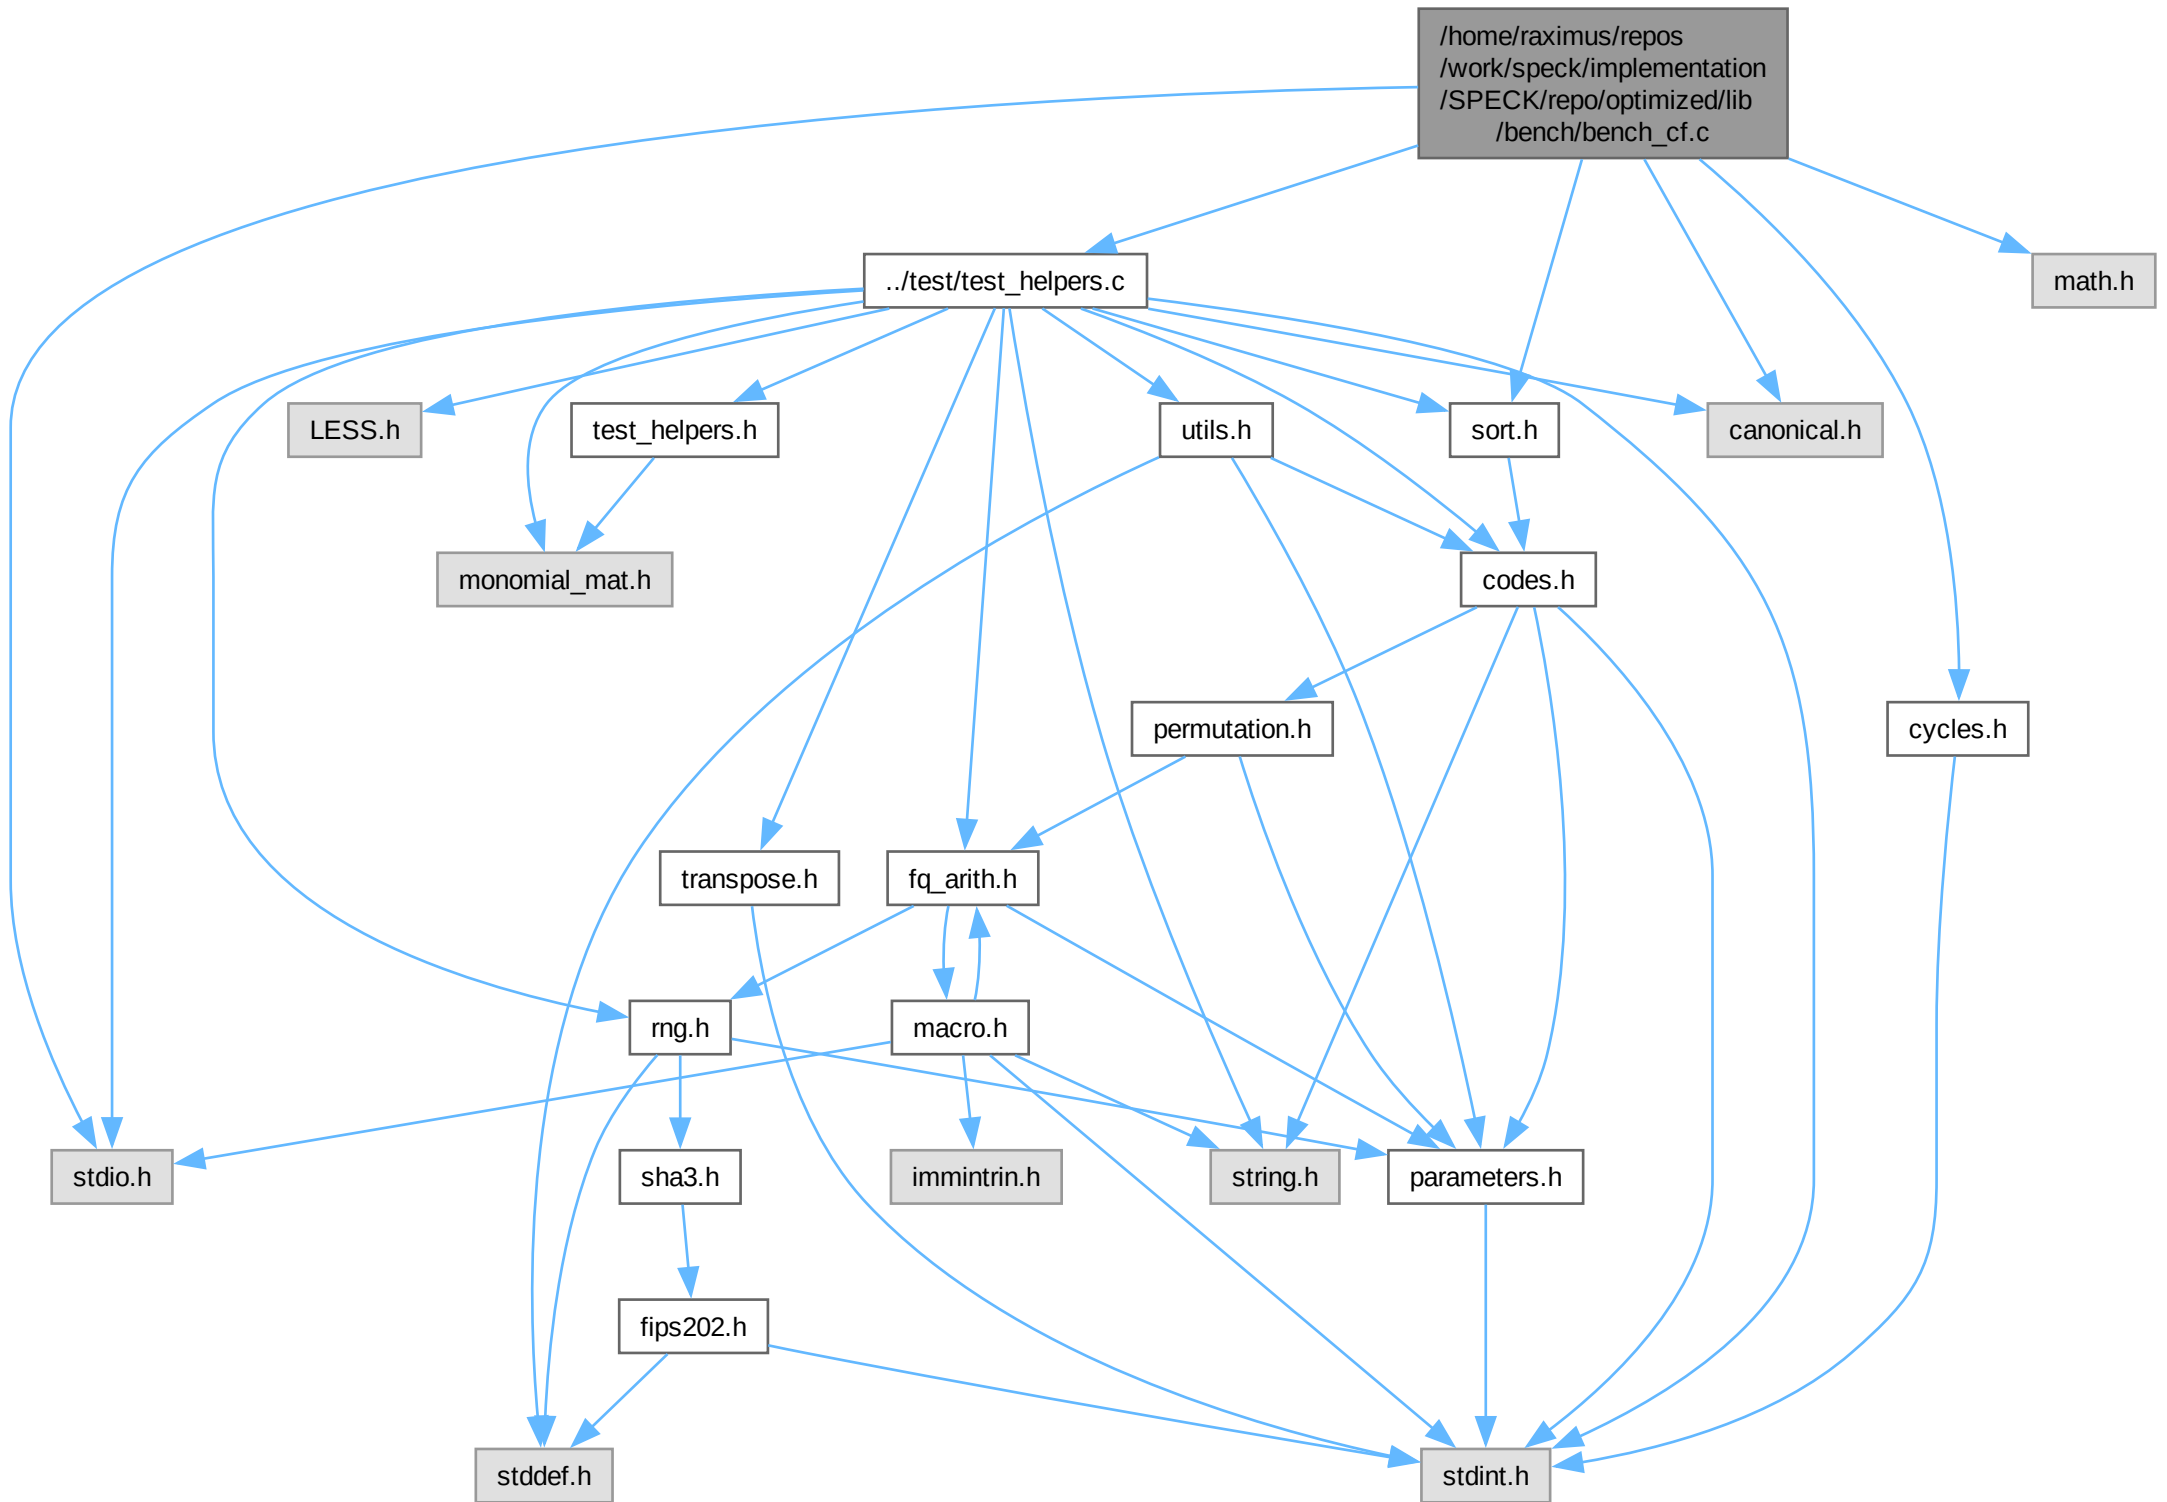 /home/raximus/repos
/work/speck/implementation
/SPECK/repo/optimized/lib
/bench/bench_cf.c
../test/test_helpers.c
math.h
LESS.h
test_helpers.h
utils.h
sort.h
canonical.h
monomial_mat.h
codes.h
permutation.h
cycles.h
transpose.h
fq_arith.h
rng.h
macro.h
stdio.h
sha3.h
immintrin.h
string.h
parameters.h
fips202.h
stddef.h
stdint.h